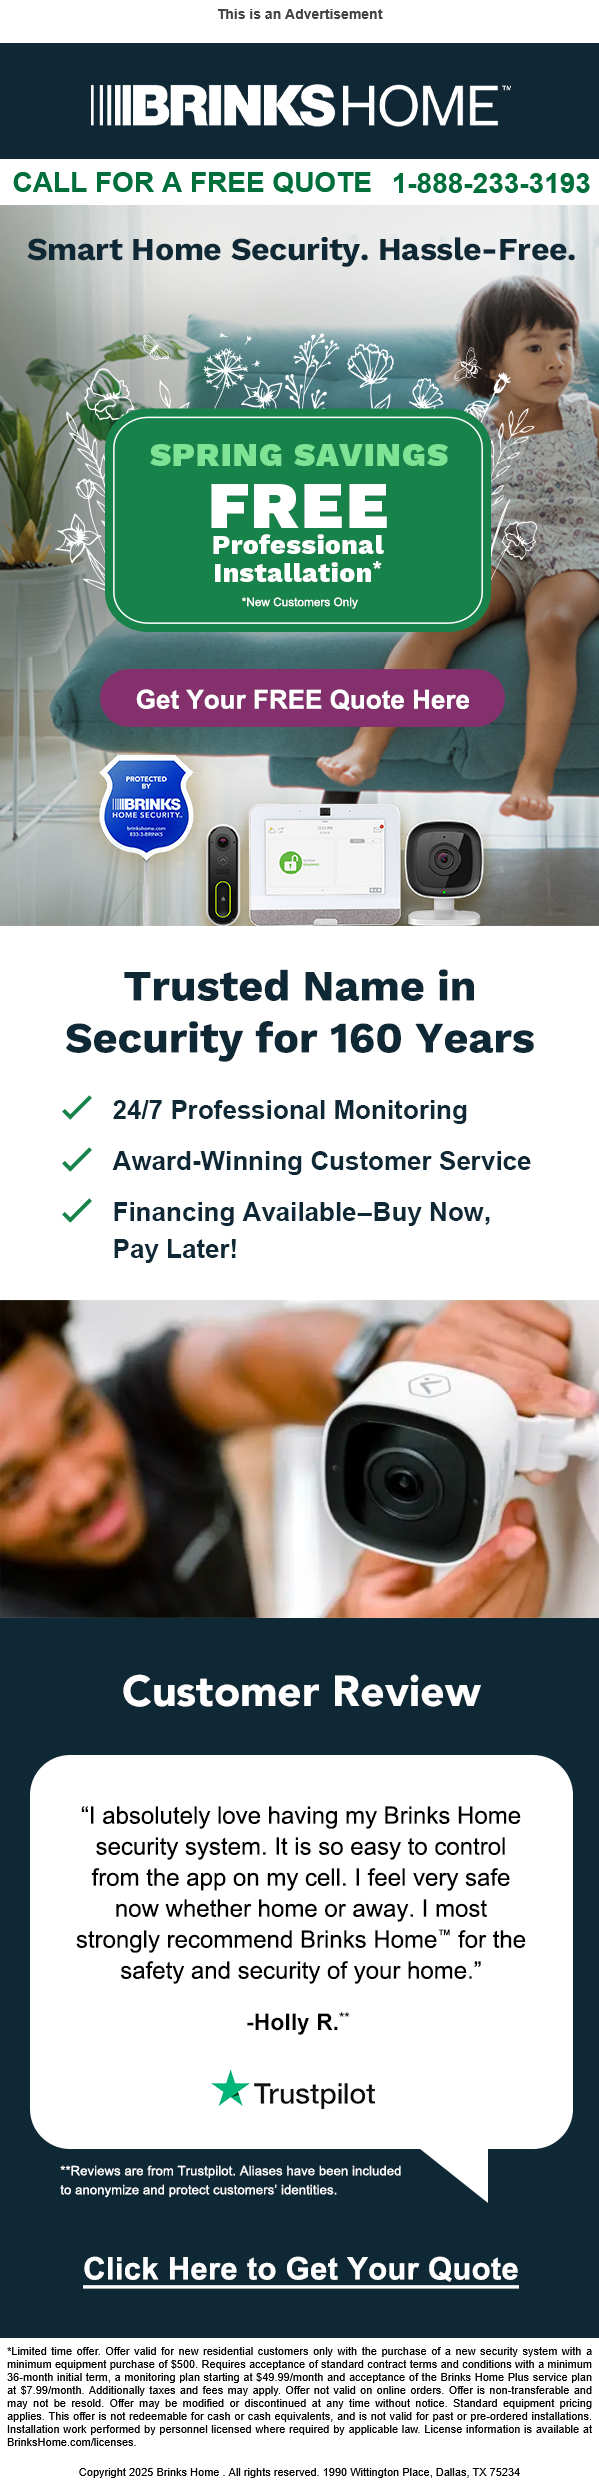 This is an Advertisement
BRINKS HOME™
CALL FOR A FREE QUOTE 1-888-233-3193
Smart Home Security. Hassle-Free.
SPRING SAVINGS
FREE
Professional
Installation*
*New Customers Only
Get Your FREE Quote Here
PROTECTED
BY
BRINKS
HOME SECURITY.
brinkshome.com
833-3-BRINKS
Trusted Name in
Security for 160 Years
24/7 Professional Monitoring
Award-Winning Customer Service
Financing Available–Buy Now,
Pay Later!
Customer Review
“I absolutely love having my Brinks Home
security system. It is so easy to control
from the app on my cell. I feel very safe
now whether home or away. I most
strongly recommend Brinks Home™ for the
safety and security of your home.”
-Holly R.**
Trustpilot
**Reviews are from Trustpilot. Aliases have been included
to anonymize and protect customers’ identities.
Click Here to Get Your Quote
*Limited time offer. Offer valid for new residential customers only with the purchase of a new security system with a
minimum equipment purchase of $500. Requires acceptance of standard contract terms and conditions with a minimum
36-month initial term, a monitoring plan starting at $49.99/month and acceptance of the Brinks Home Plus service plan
at $7.99/month. Additionally taxes and fees may apply. Offer not valid on online orders. Offer is non-transferable and
may not be resold. Offer may be modified or discontinued at any time without notice. Standard equipment pricing
applies. This offer is not redeemable for cash or cash equivalents, and is not valid for past or pre-ordered installations.
Installation work performed by personnel licensed where required by applicable law. License information is available at
BrinksHome.com/licenses.
Copyright 2025 Brinks Home . All rights reserved. 1990 Wittington Place, Dallas, TX 75234